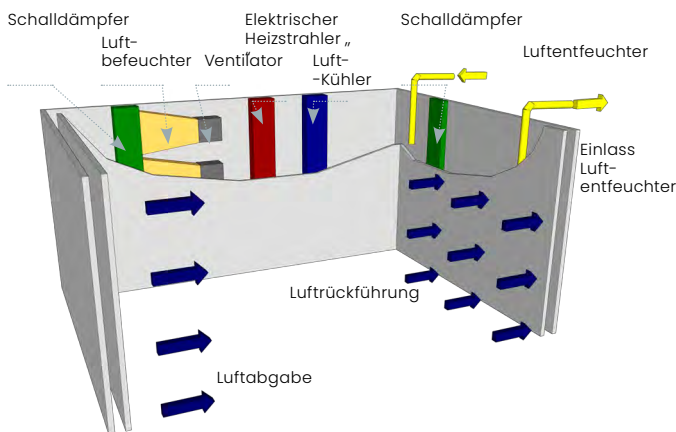 Schalldämpfer
Luft-
befeuchter
Ventilator
Elektrischer
Heizstrahler „
"
Luft-
-Kühler
Schalldämpfer
Luftentfeuchter
Einlass
Luft-
entfeuchter
Luftrückführung
Luftabgabe